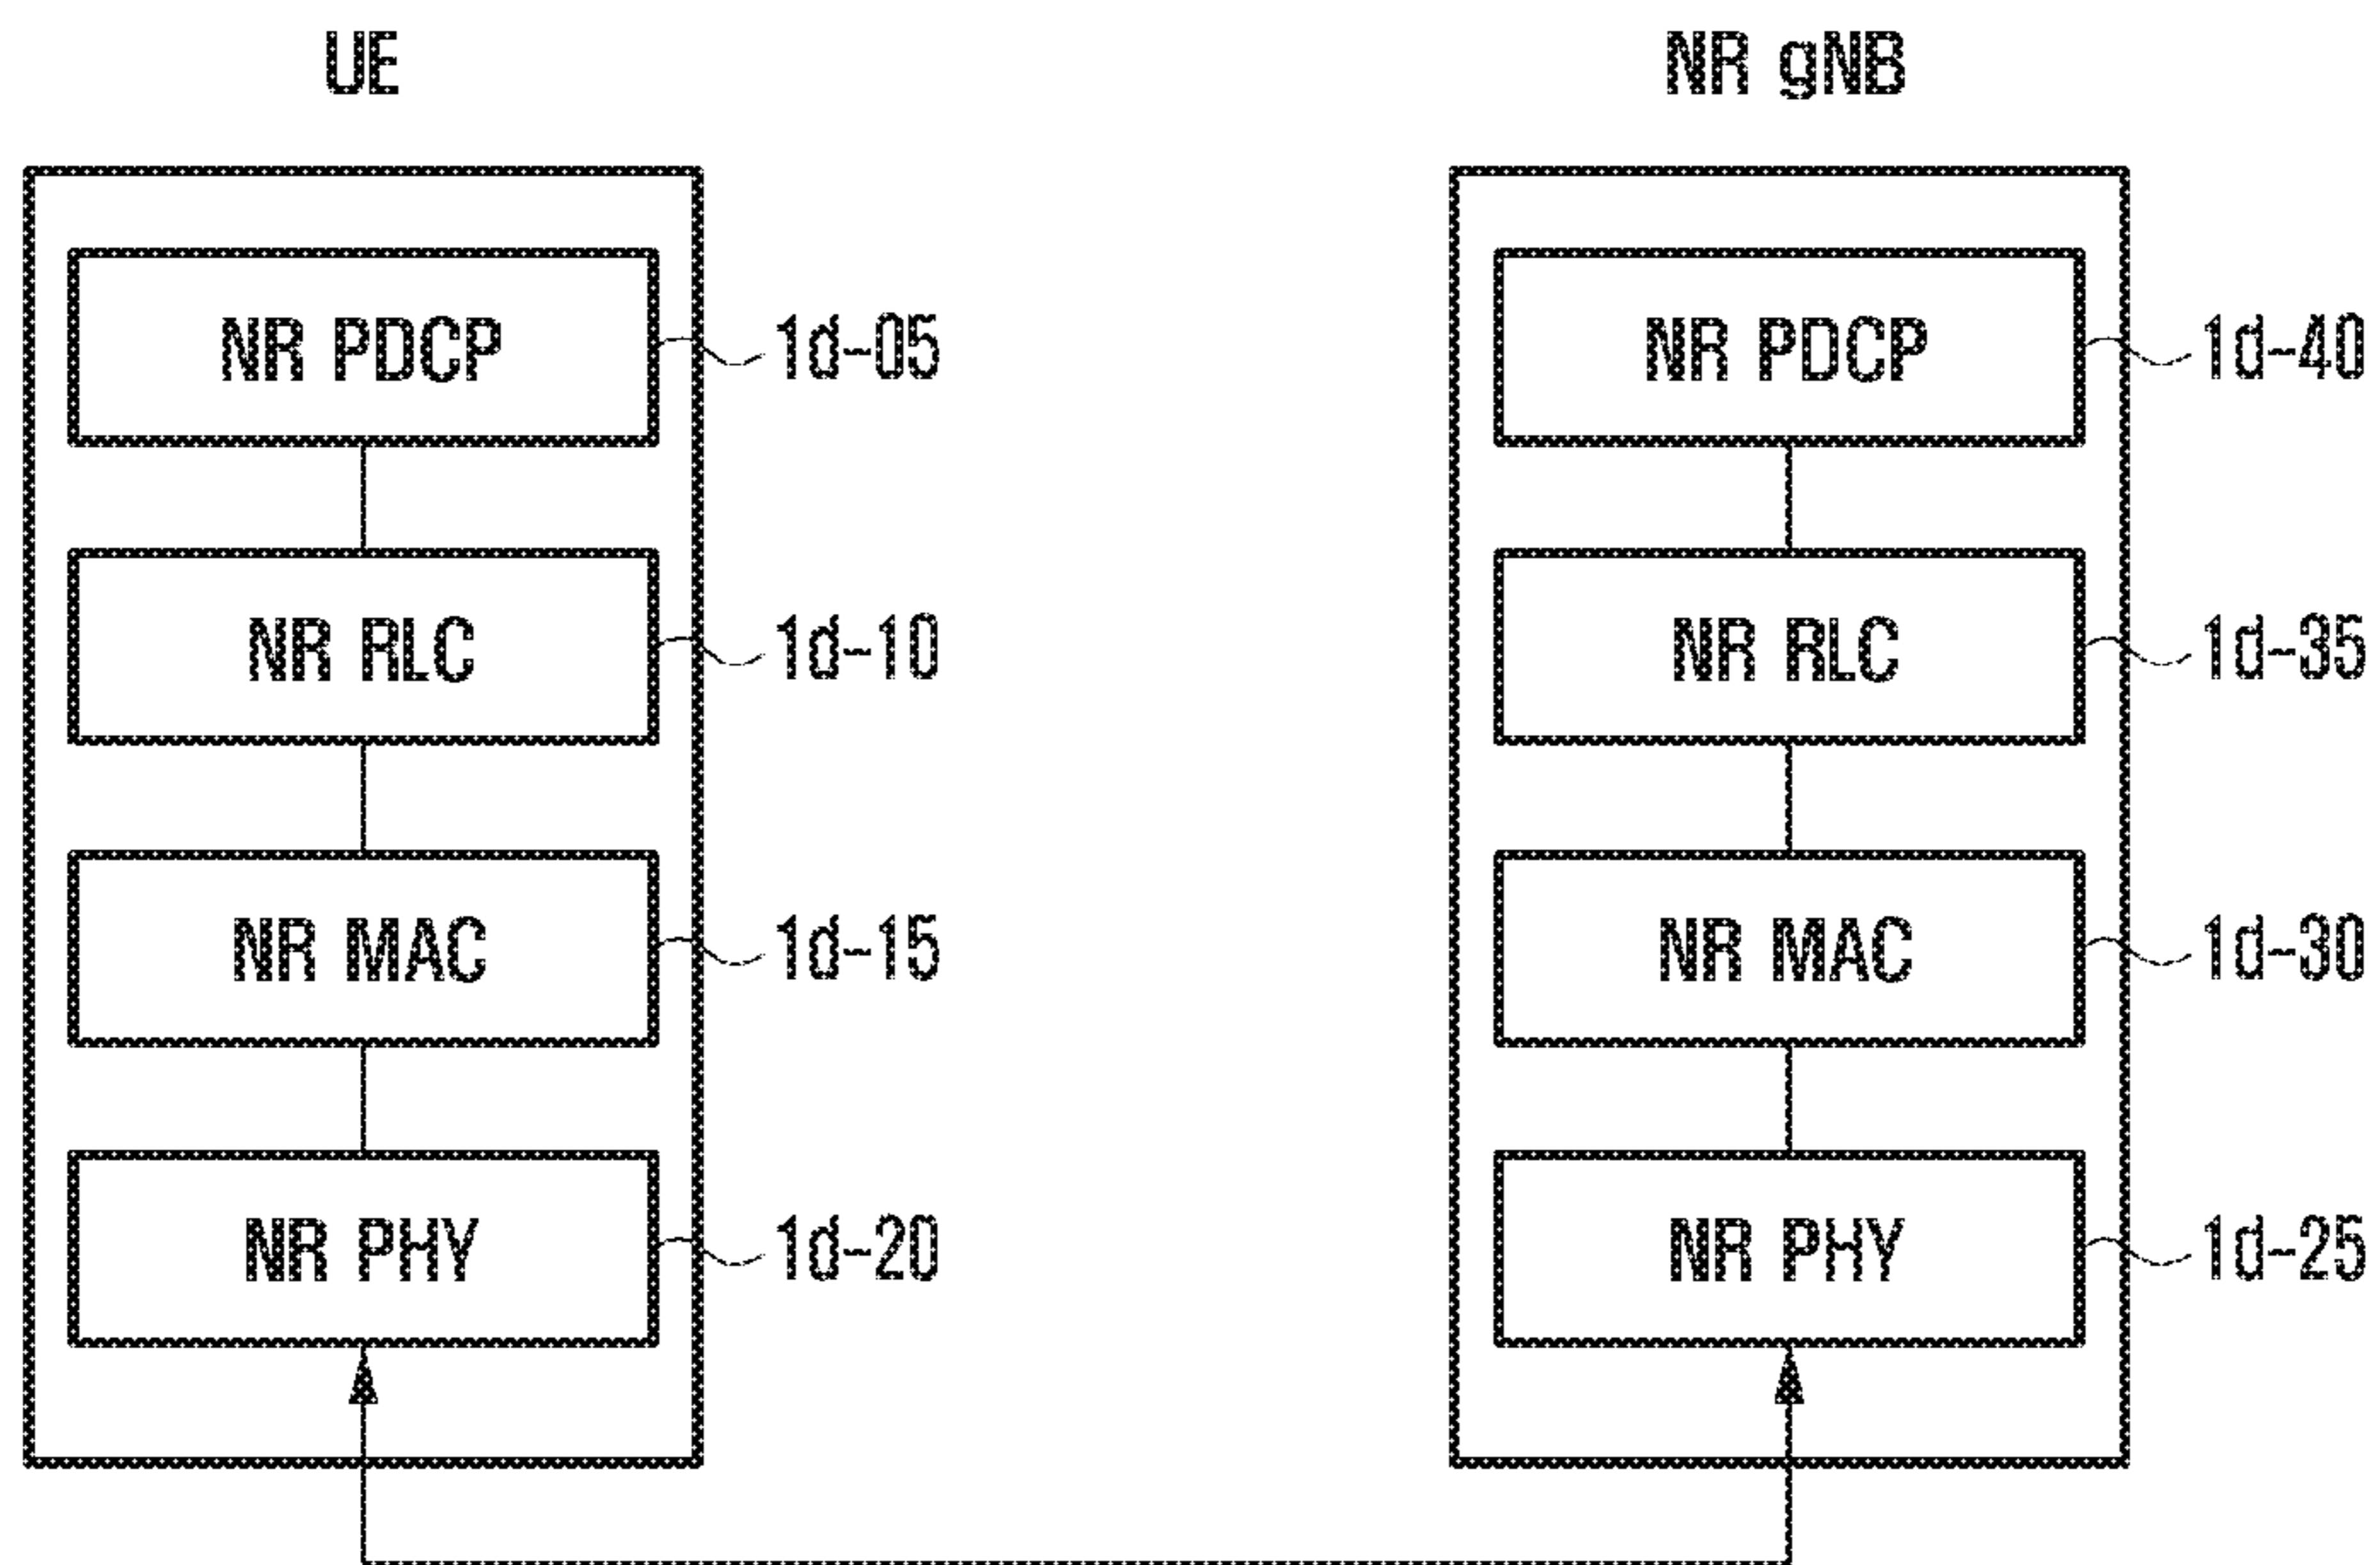 UE
NR gNB
NR PDCP 1d-05
NR PDCP 1d-40
NR RLC 1d-10
NR RLC 1d-35
NR MAC 1d-15
NR MAC 1d-30
NR PHY 1d-20
NR PHY 1d-25